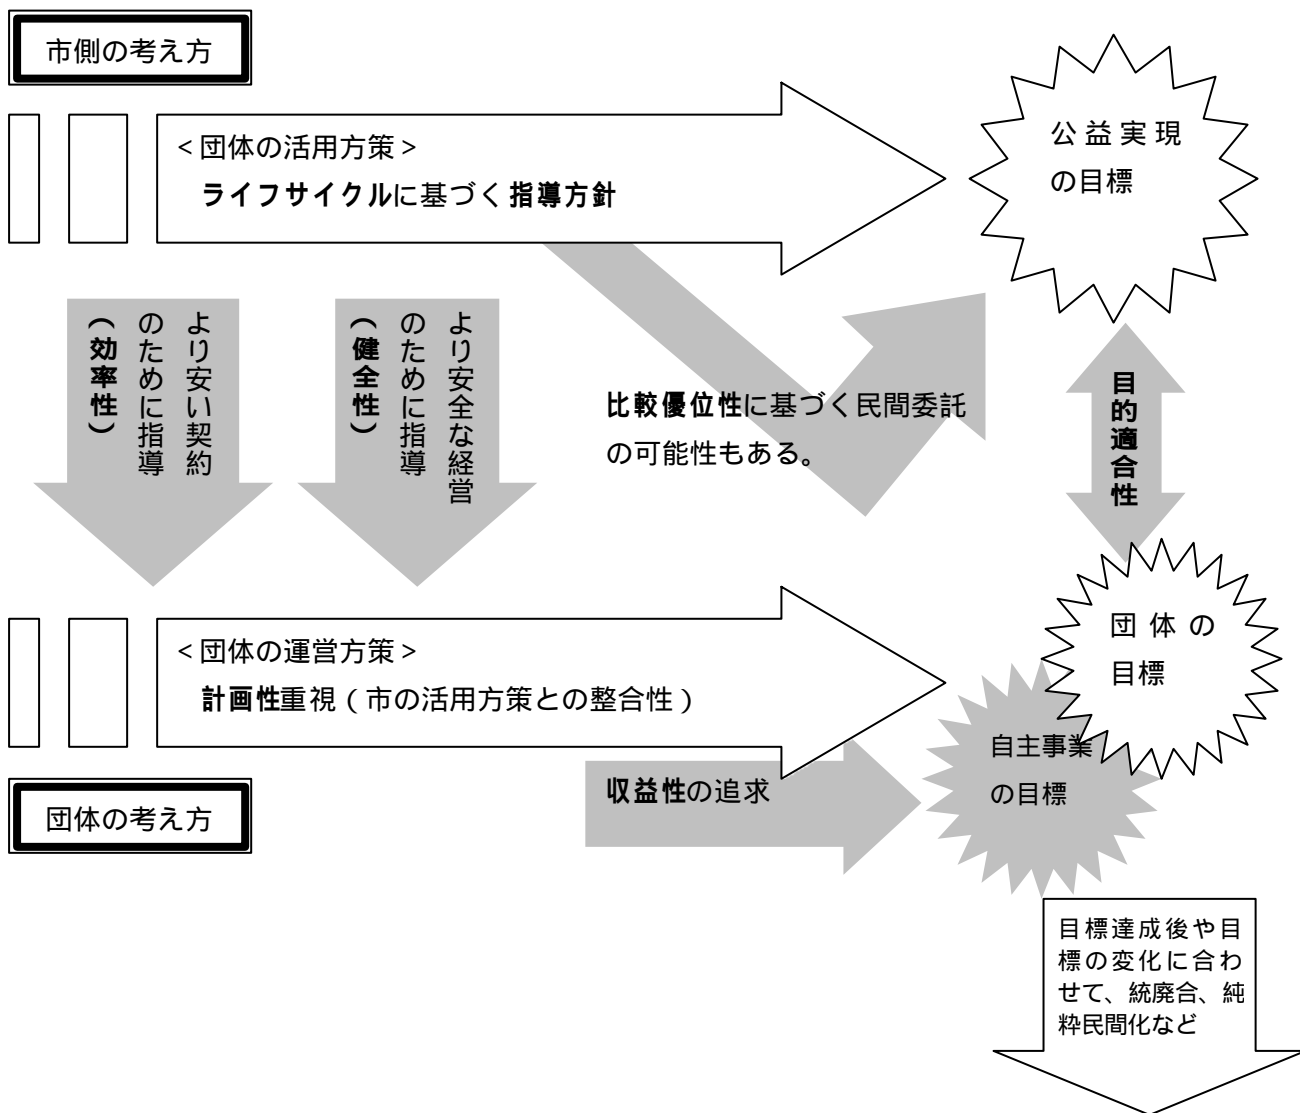 市側の考え方
<団体の活用方策>
ライフサイクルに基づく指導方針
公益実現
の目標
より安い契約
のために指導
(効率性)
より安全な経営
のために指導
(健全性)
比較優位性に基づく民間委託
の可能性もある。
目的適合性
<団体の運営方策>
計画性重視(市の活用方策との整合性)
団体の
目標
自主事業
の目標
収益性の追求
団体の考え方
目標達成後や目
標の変化に合わ
せて、統廃合、純
粋民間化など